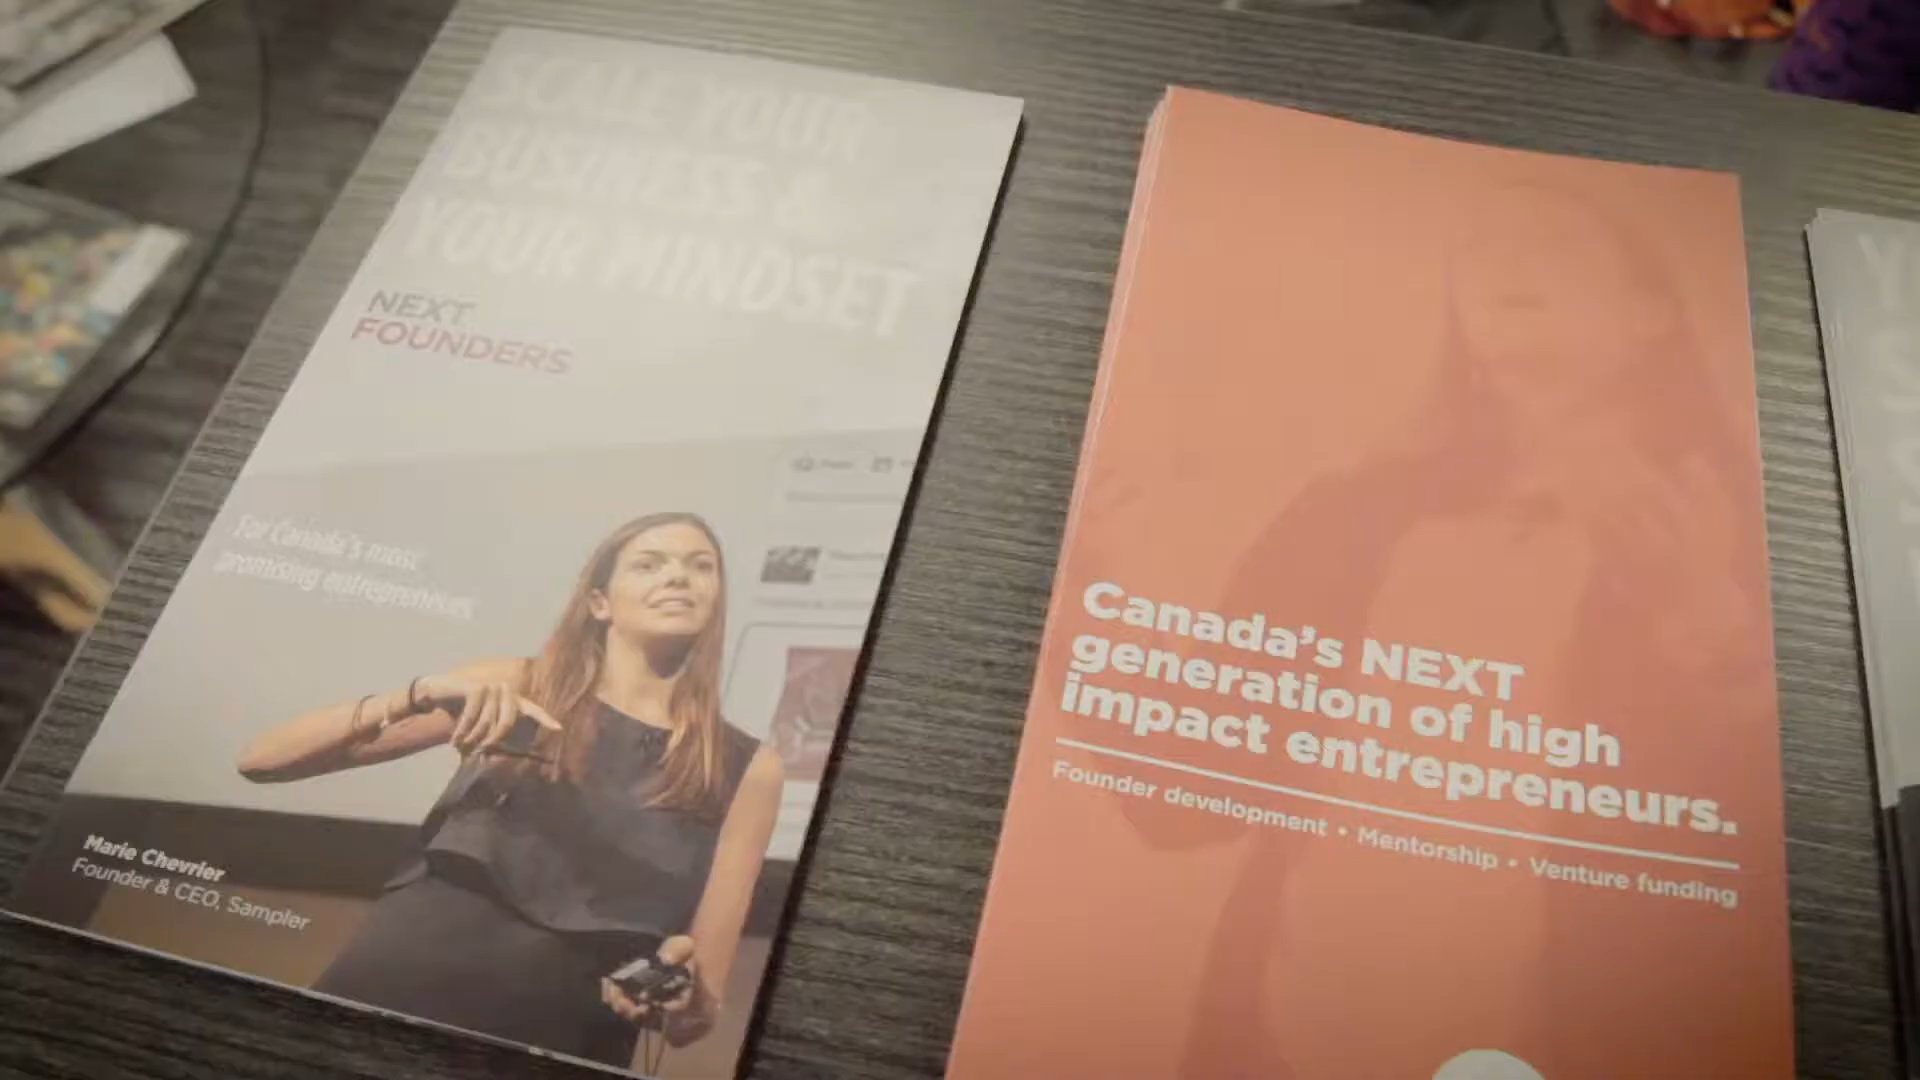 SCALE YOUR
BUSINESS &
YOUR MINDSET
NEXT
FOUNDERS
For Canada's most
promising entrepreneurs
Marie Chevrier
Founder & CEO, Sampler
Canada's NEXT
generation of high
impact entrepreneurs.
Founder development • Mentorship • Venture funding